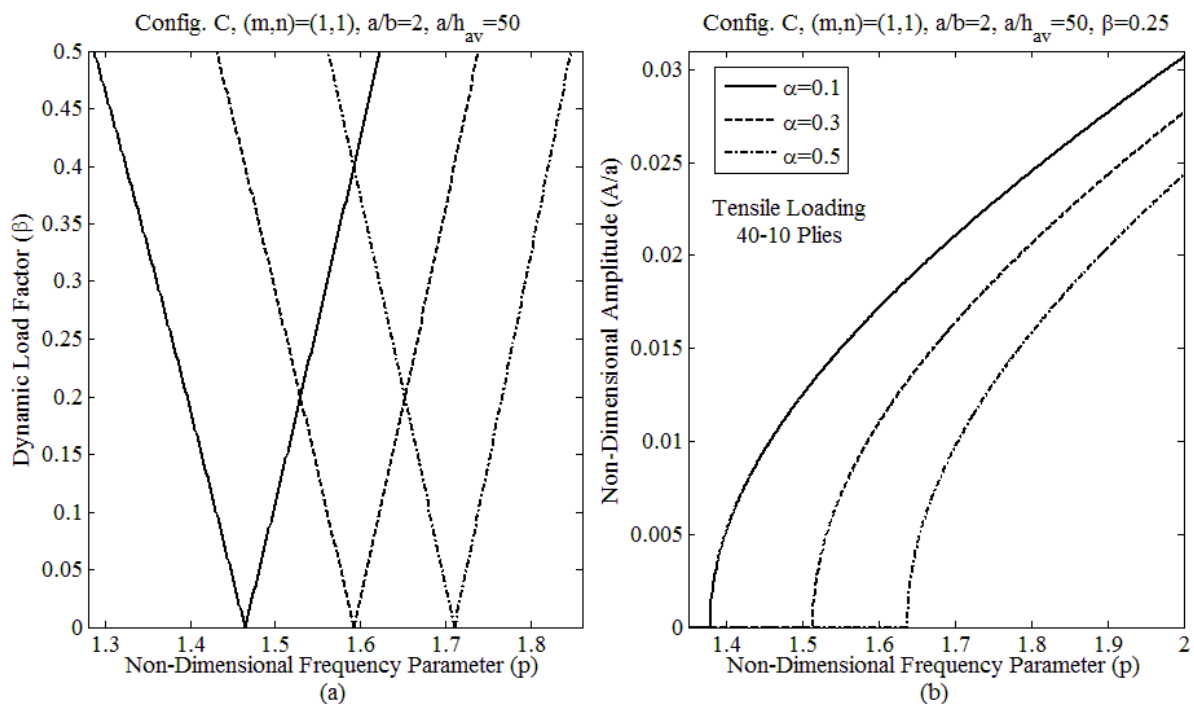 Config. C, (m,n)=(1,1), a/b=2, a/hav=50
Dynamic Load Factor (β)
0.5
0.45
0.4
0.35
0.3
0.25
0.2
0.15
0.1
0.05
0
1.3
1.4
1.5
1.6
1.7
1.8
Non-Dimensional Frequency Parameter (p)
(a)
Config. C, (m,n)=(1,1), a/b=2, a/hav=50, β=0.25
Non-Dimensional Amplitude (A/a)
0.03
0.025
0.02
0.015
0.01
0.005
0
α=0.1
α=0.3
α=0.5
Tensile Loading
40-10 Plies
1.4
1.5
1.6
1.7
1.8
1.9
2
Non-Dimensional Frequency Parameter (p)
(b)